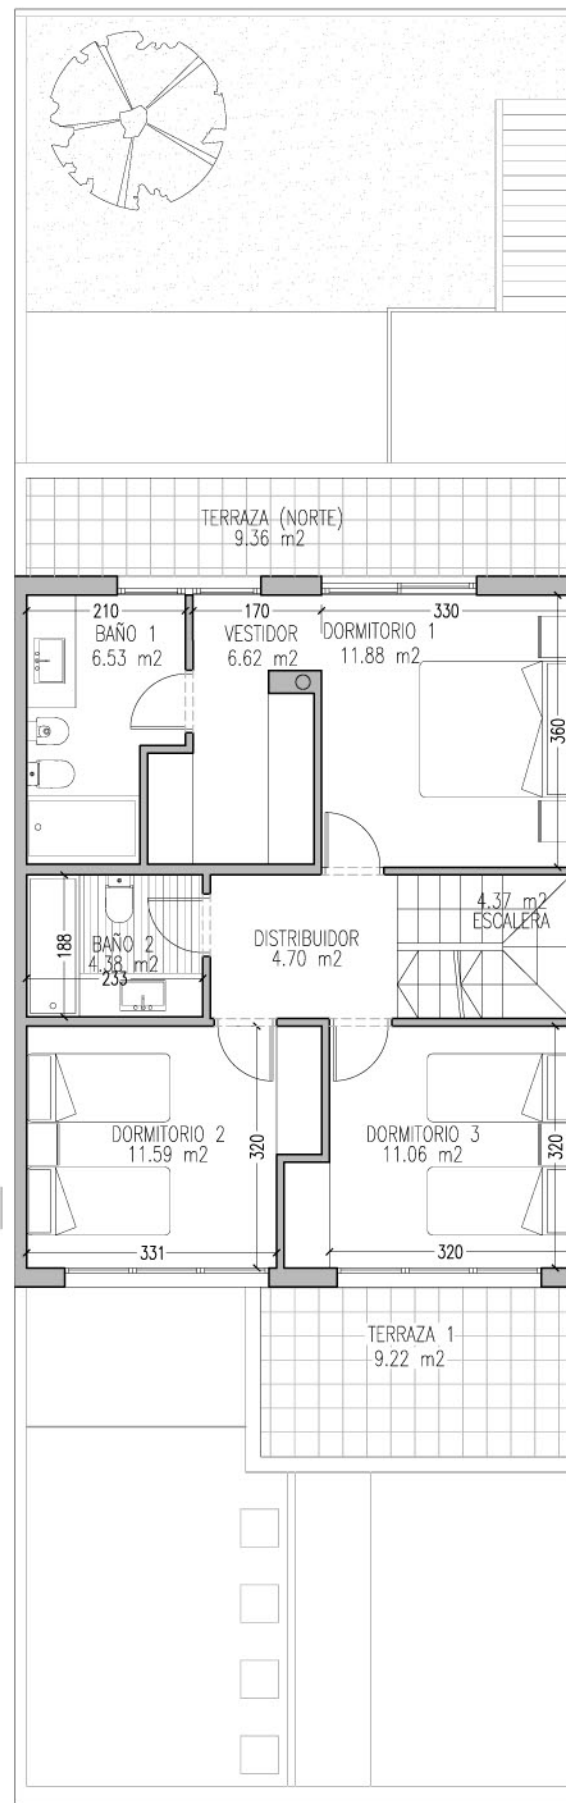 TERRAZA (NORTE)
9.36 m2
210
170
330
BAÑO 1
6.53 m2
VESTIDOR
6.62 m2
DORMITORIO 1
11.88 m2
360
4.37 m2
ESCALERA
188
BAÑO 2
4.38 m2
233
DISTRIBUIDOR
4.70 m2
DORMITORIO 2
11.59 m2
320
DORMITORIO 3
11.06 m2
320
331
320
TERRAZA 1
9.22 m2